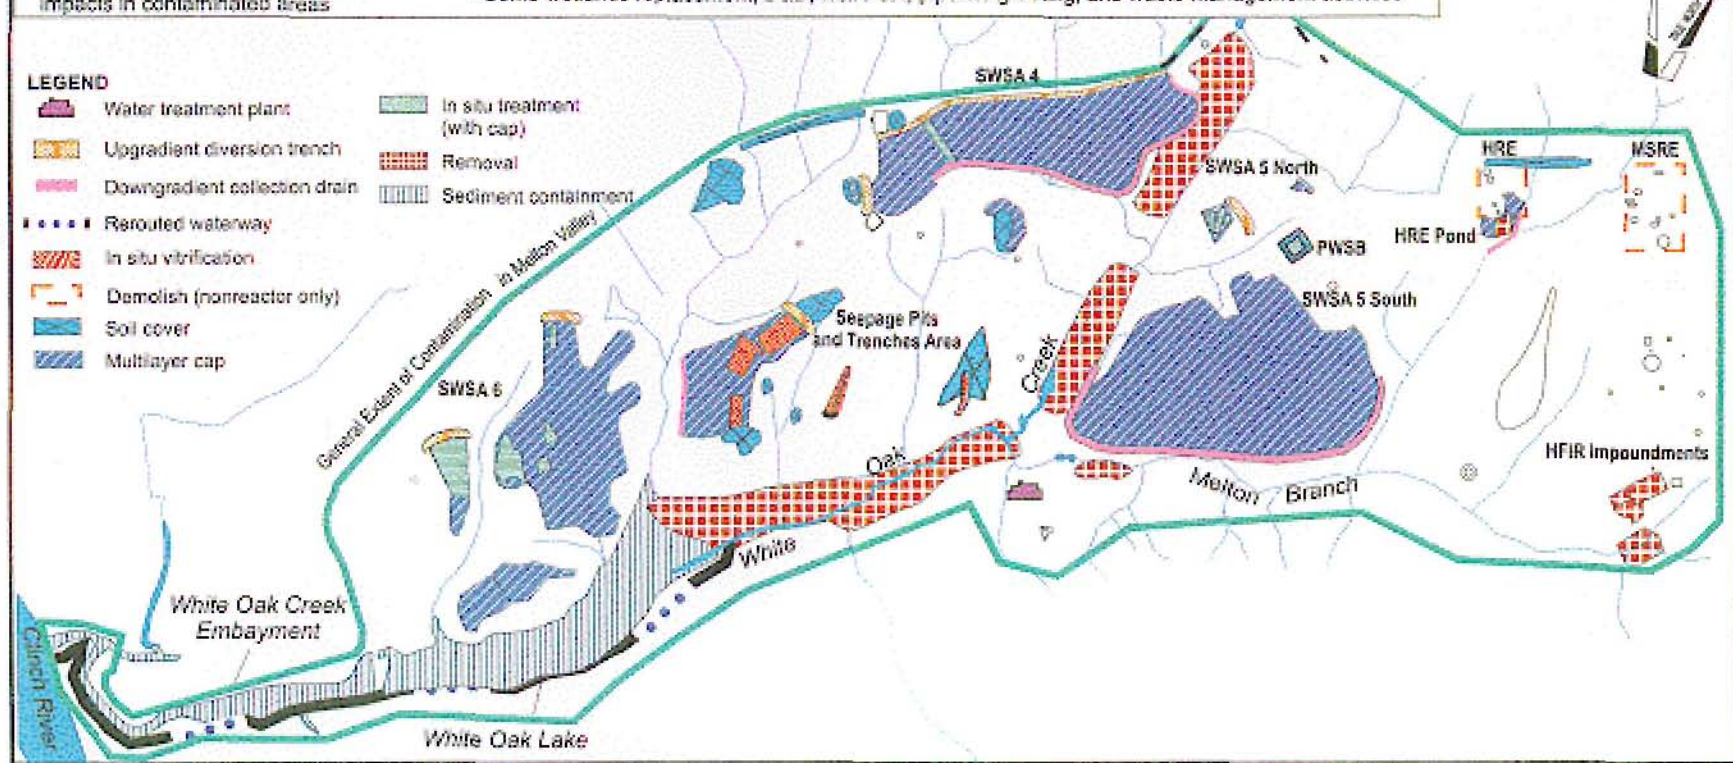 impacts in contaminated areas
and waste management activities
LEGEND
Water treatment plant
Upgradient diversion trench
Downgradient collection drain
Rerouted waterway
In situ vitrification
Demolish (nonreactor only)
Soil cover
Multilayer cap
In situ treatment
(with cap)
Removal
Sediment containment
General Extent of Contamination in Melton Valley
SWSA 4
SWSA 5 North
HRE
MSRE
PWSB
HRE Pond
SWSA 5 South
Seepage Pits
and Trenches Area
SWSA 6
Creek
Oak
White
Melton Branch
HFIR Impoundments
White Oak Creek
Embayment
Clinch River
White Oak Lake